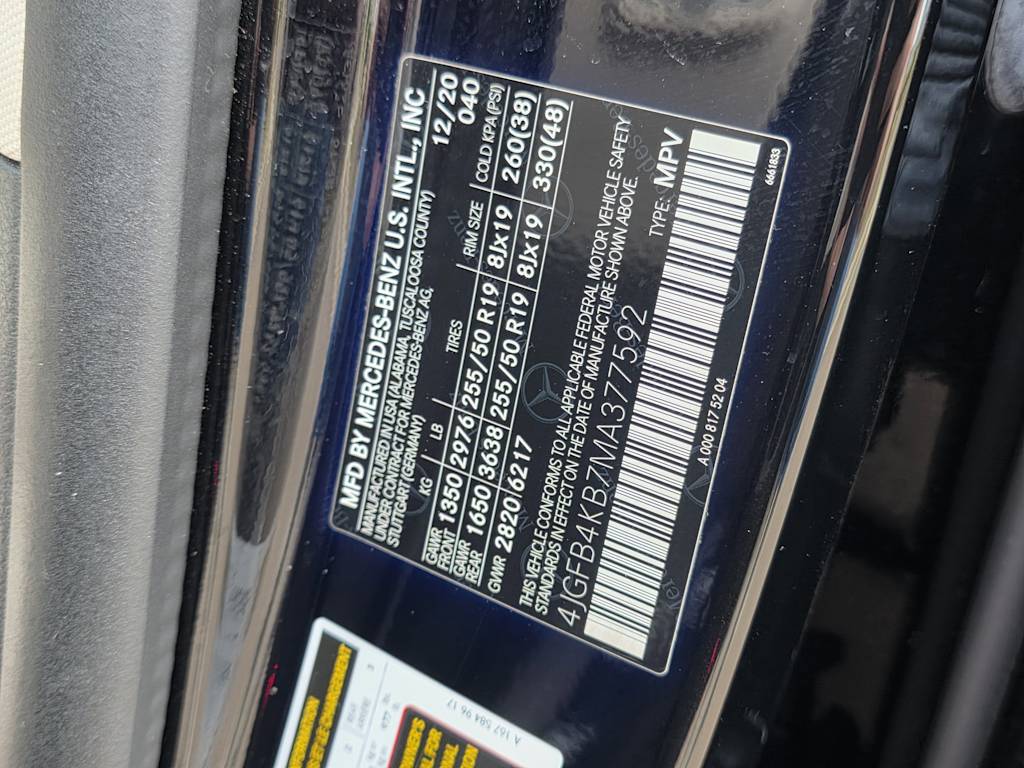 MFD BY MERCEDES-BENZ U.S. INTL., INC
MANUFACTURED IN USA (ALABAMA, TUSCALOOSA COUNTY) 12/20
UNDER CONTRACT FOR MERCEDES-BENZ AG, 040
STUTTGART (GERMANY)
KG LB TIRES RIM SIZE COLD KPA(PSI)
GAWR FRONT 1350 2976 255/50 R19 8Jx19 260(38)
GAWR REAR 1650 3638 255/50 R19 8Jx19 330(48)
GVWR 2820 6217
THIS VEHICLE CONFORMS TO ALL APPLICABLE FEDERAL MOTOR VEHICLE SAFETY
STANDARDS IN EFFECT ON THE DATE OF MANUFACTURE SHOWN ABOVE.
4JGFB4KB7MA377592 TYPE: MPV
A 000 817 52 04 6661833
A 167 584 96 17